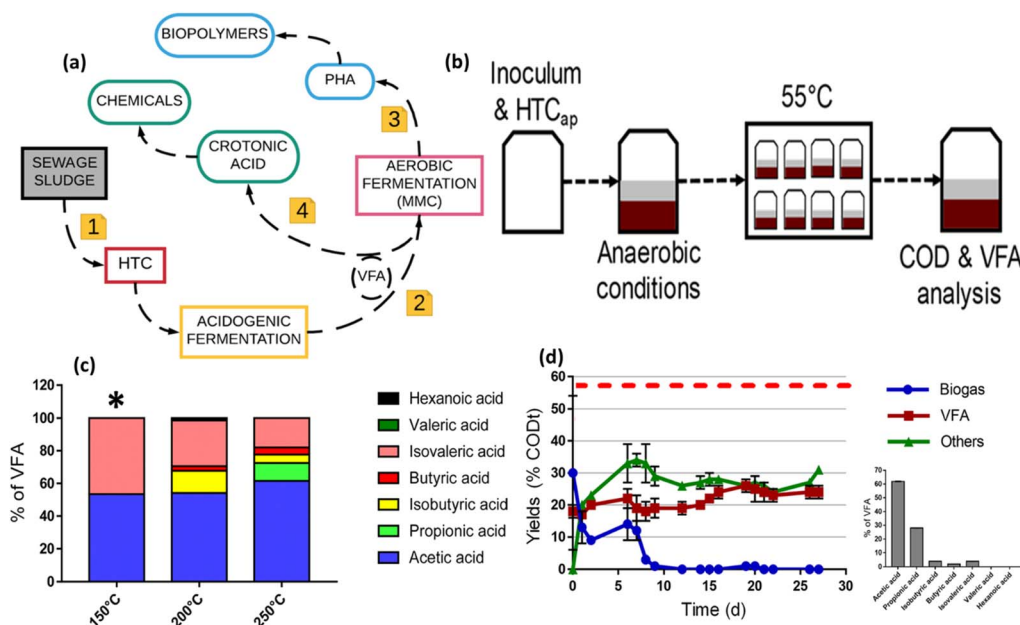 (a)
BIOPOLYMERS
PHA
CHEMICALS
3
CROTONIC
ACID
SEWAGE
SLUDGE
AEROBIC
FERMENTATION
(MMC)
4
1
HTC
VFA
2
ACIDOGENIC
FERMENTATION
(b)
Inoculum
& HTCap
55°C
Anaerobic
conditions
COD & VFA
analysis
(c)
% of VFA
120
100
80
60
40
20
0
*
150°C
200°C
250°C
Hexanoic acid
Valeric acid
Isovaleric acid
Butyric acid
Isobutyric acid
Propionic acid
Acetic acid
(d)
Yields (% CODt)
60
50
40
30
20
10
0
0 5 10 15 20 25 30
Time (d)
Biogas
VFA
Others
% of VFA
70
60
50
40
30
20
10
0
Acetic acid
Propionic acid
Isobutyric acid
Butyric acid
Isovaleric acid
Valeric acid
Hexanoic acid